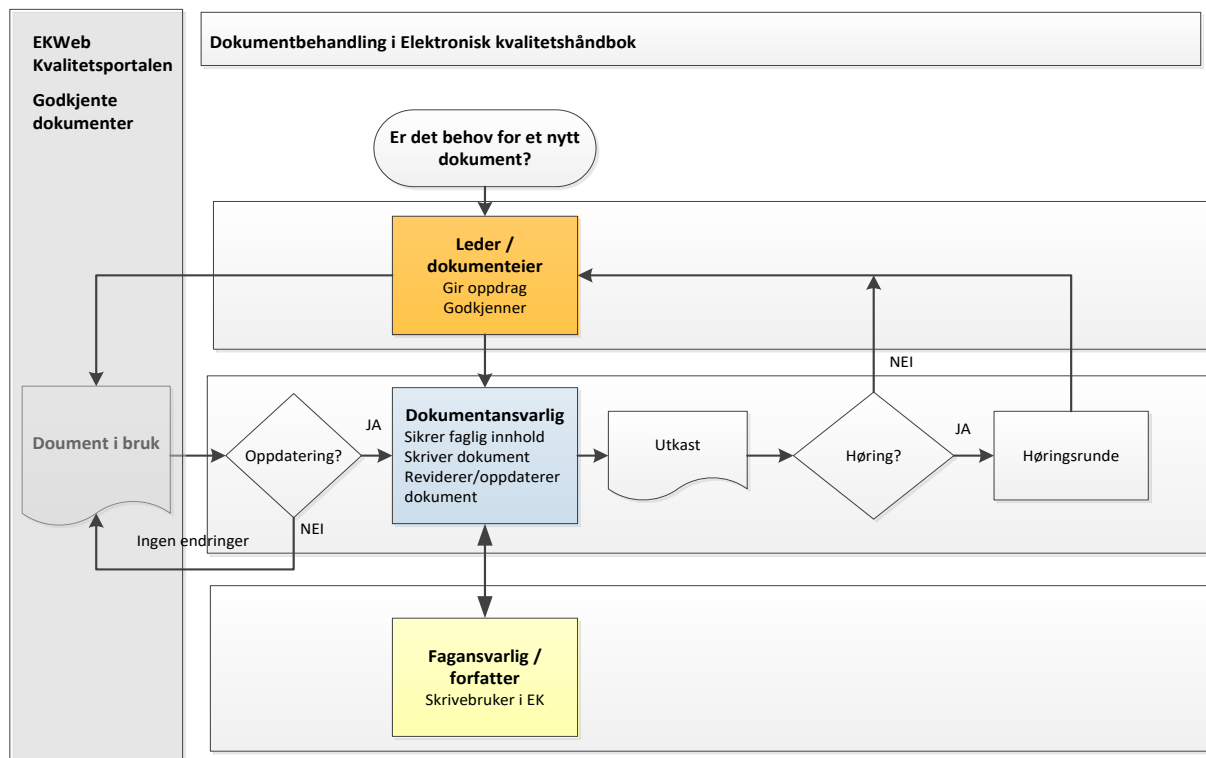 EKWeb
Kvalitetsportalen
Godkjente
dokumenter
Dokumentbehandling i Elektronisk kvalitetshåndbok
Er det behov for et nytt
dokument?
Leder /
dokumenteier
Gir oppdrag
Godkjenner
NEI
Doument i bruk
Oppdatering?
JA
Dokumentansvarlig
Sikrer faglig innhold
Skriver dokument
Reviderer/oppdaterer
dokument
Utkast
Høring?
JA
Høringsrunde
NEI
Ingen endringer
Fagansvarlig /
forfatter
Skrivebruker i EK